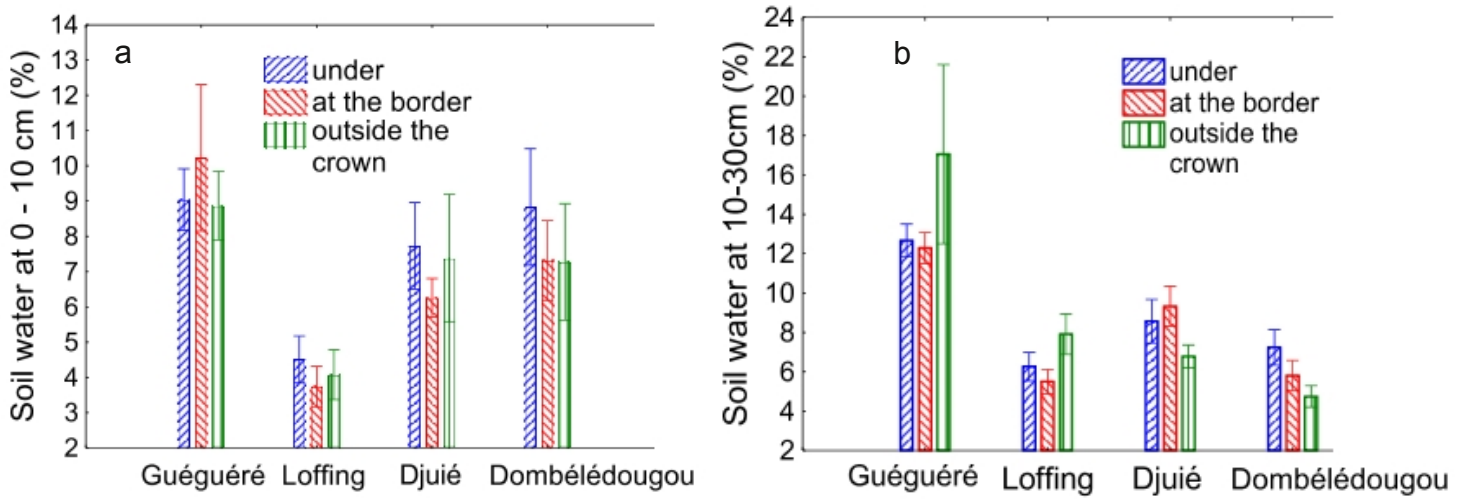 Soil water at 0 - 10 cm (%)
14
13
12
11
10
9
8
7
6
5
4
3
2
a
under
at the border
outside the
crown
Guéguéré
Loffing
Djuié
Dombélédougou
Soil water at 10-30cm (%)
24
22
20
18
16
14
12
10
8
6
4
2
b
under
at the border
outside the
crown
Guéguéré
Loffing
Djuié
Dombélédougou